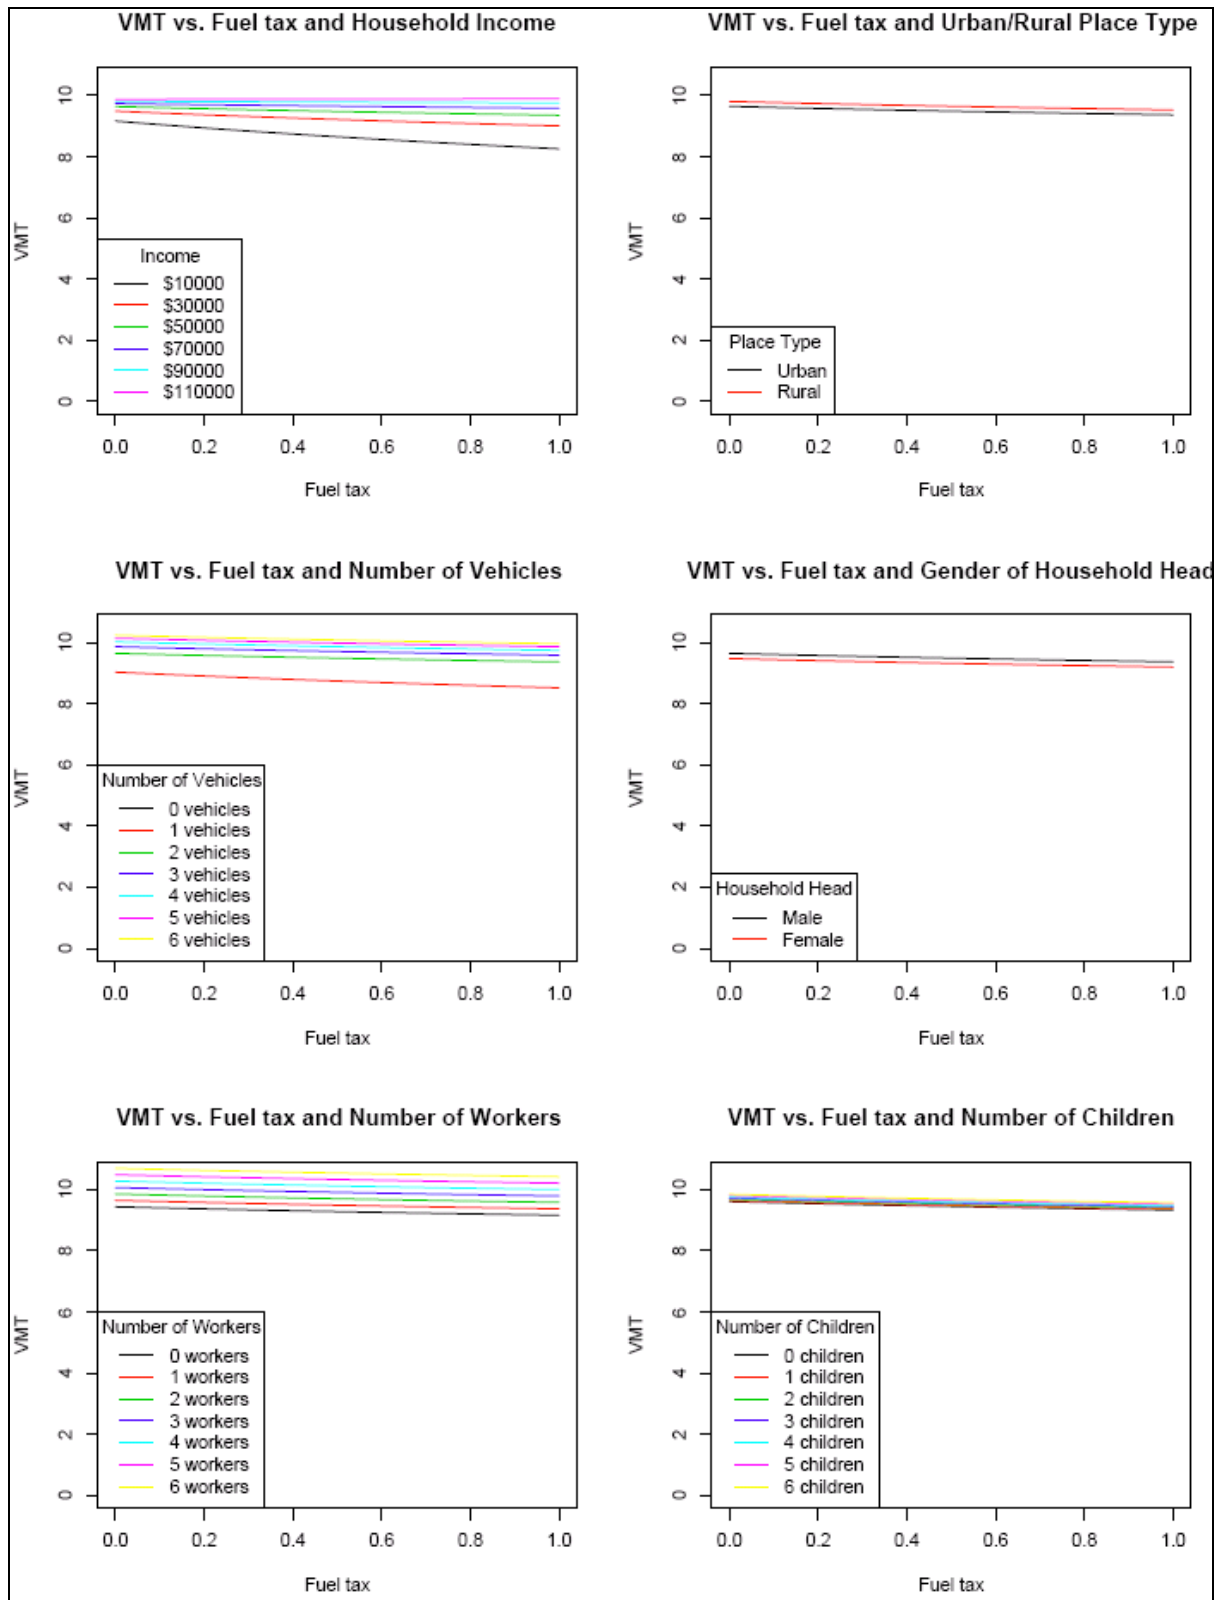 VMT vs. Fuel tax and Household Income
10
8
6
4
2
0
VMT
Income
$10000
$30000
$50000
$70000
$90000
$110000
0.0 0.2 0.4 0.6 0.8 1.0
Fuel tax
VMT vs. Fuel tax and Urban/Rural Place Type
10
8
6
4
2
0
VMT
Place Type
Urban
Rural
0.0 0.2 0.4 0.6 0.8 1.0
Fuel tax
VMT vs. Fuel tax and Number of Vehicles
10
8
6
4
2
0
VMT
Number of Vehicles
0 vehicles
1 vehicles
2 vehicles
3 vehicles
4 vehicles
5 vehicles
6 vehicles
0.0 0.2 0.4 0.6 0.8 1.0
Fuel tax
VMT vs. Fuel tax and Gender of Household Head
10
8
6
4
2
0
VMT
Household Head
Male
Female
0.0 0.2 0.4 0.6 0.8 1.0
Fuel tax
VMT vs. Fuel tax and Number of Workers
10
8
6
4
2
0
VMT
Number of Workers
0 workers
1 workers
2 workers
3 workers
4 workers
5 workers
6 workers
0.0 0.2 0.4 0.6 0.8 1.0
Fuel tax
VMT vs. Fuel tax and Number of Children
10
8
6
4
2
0
VMT
Number of Children
0 children
1 children
2 children
3 children
4 children
5 children
6 children
0.0 0.2 0.4 0.6 0.8 1.0
Fuel tax